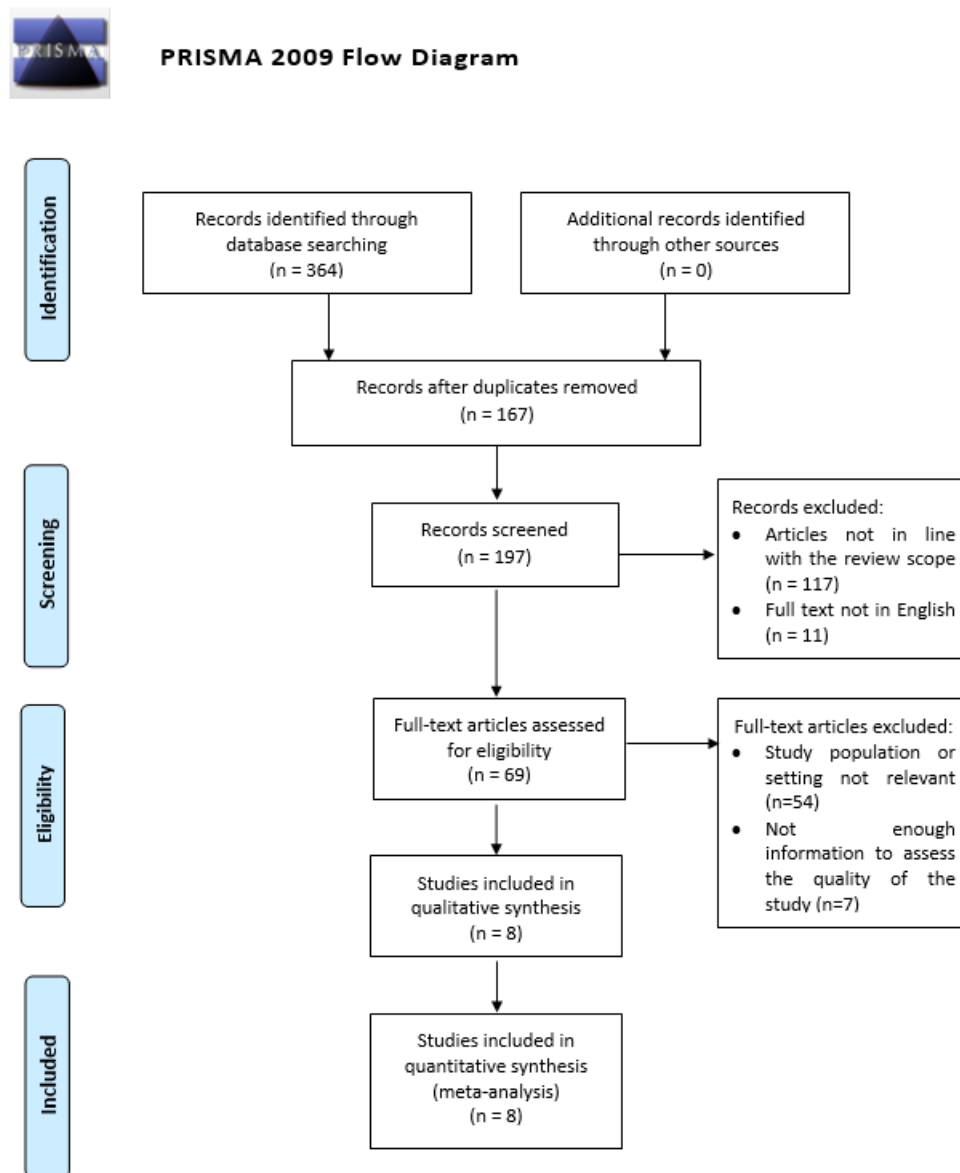 PRISMA
PRISMA 2009 Flow Diagram
Identification
Records identified through
database searching
(n = 364)
Additional records identified
through other sources
(n = 0)
Records after duplicates removed
(n = 167)
Screening
Records screened
(n = 197)
Records excluded:
• Articles not in line
with the review scope
(n = 117)
• Full text not in English
(n = 11)
Eligibility
Full-text articles assessed
for eligibility
(n = 69)
Full-text articles excluded:
• Study population or
setting not relevant
(n=54)
• Not enough
information to assess
the quality of the
study (n=7)
Studies included in
qualitative synthesis
(n = 8)
Included
Studies included in
quantitative synthesis
(meta-analysis)
(n = 8)